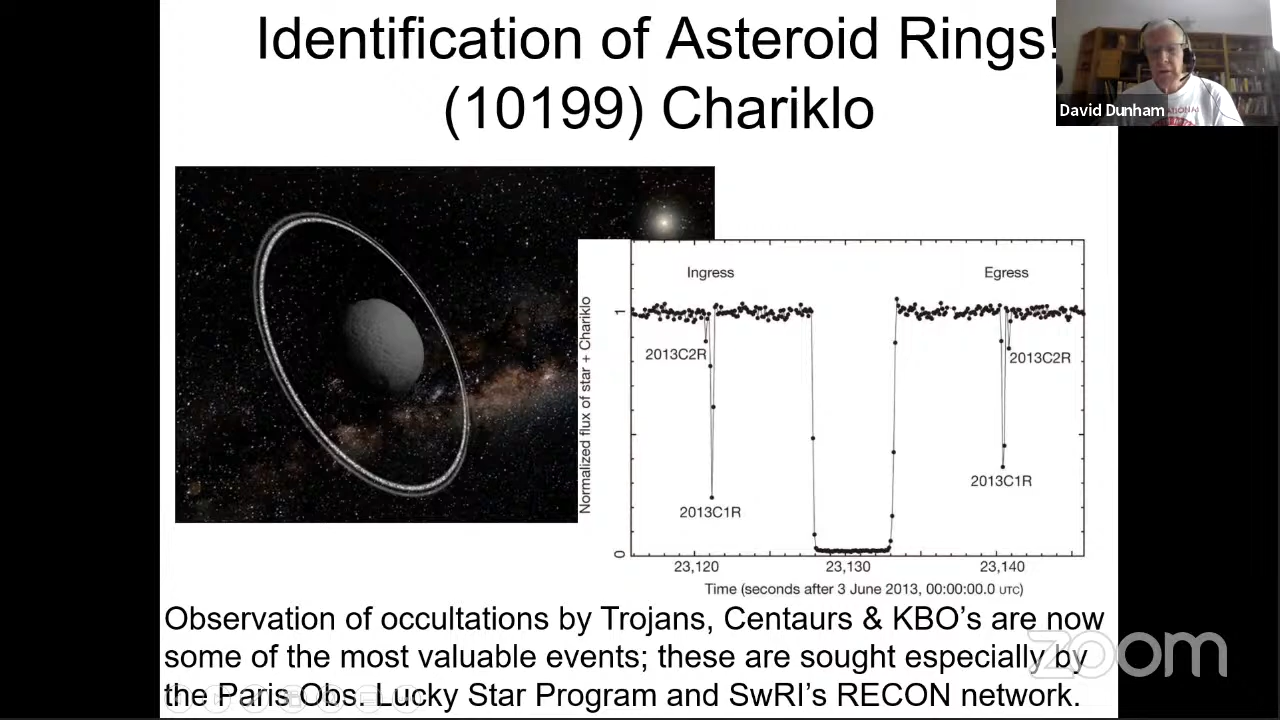 Identification of Asteroid Rings!
(10199) Chariklo
David Dunham
Ingress
Egress
Normalized flux of star + Chariklo
1
0
2013C2R
2013C2R
2013C1R
2013C1R
23,120
23,130
23,140
Time (seconds after 3 June 2013, 00:00:00.0 UTC)
Observation of occultations by Trojans, Centaurs & KBO's are now
some of the most valuable events; these are sought especially by
the Paris Obs. Lucky Star Program and SwRI's RECON network.
zoom